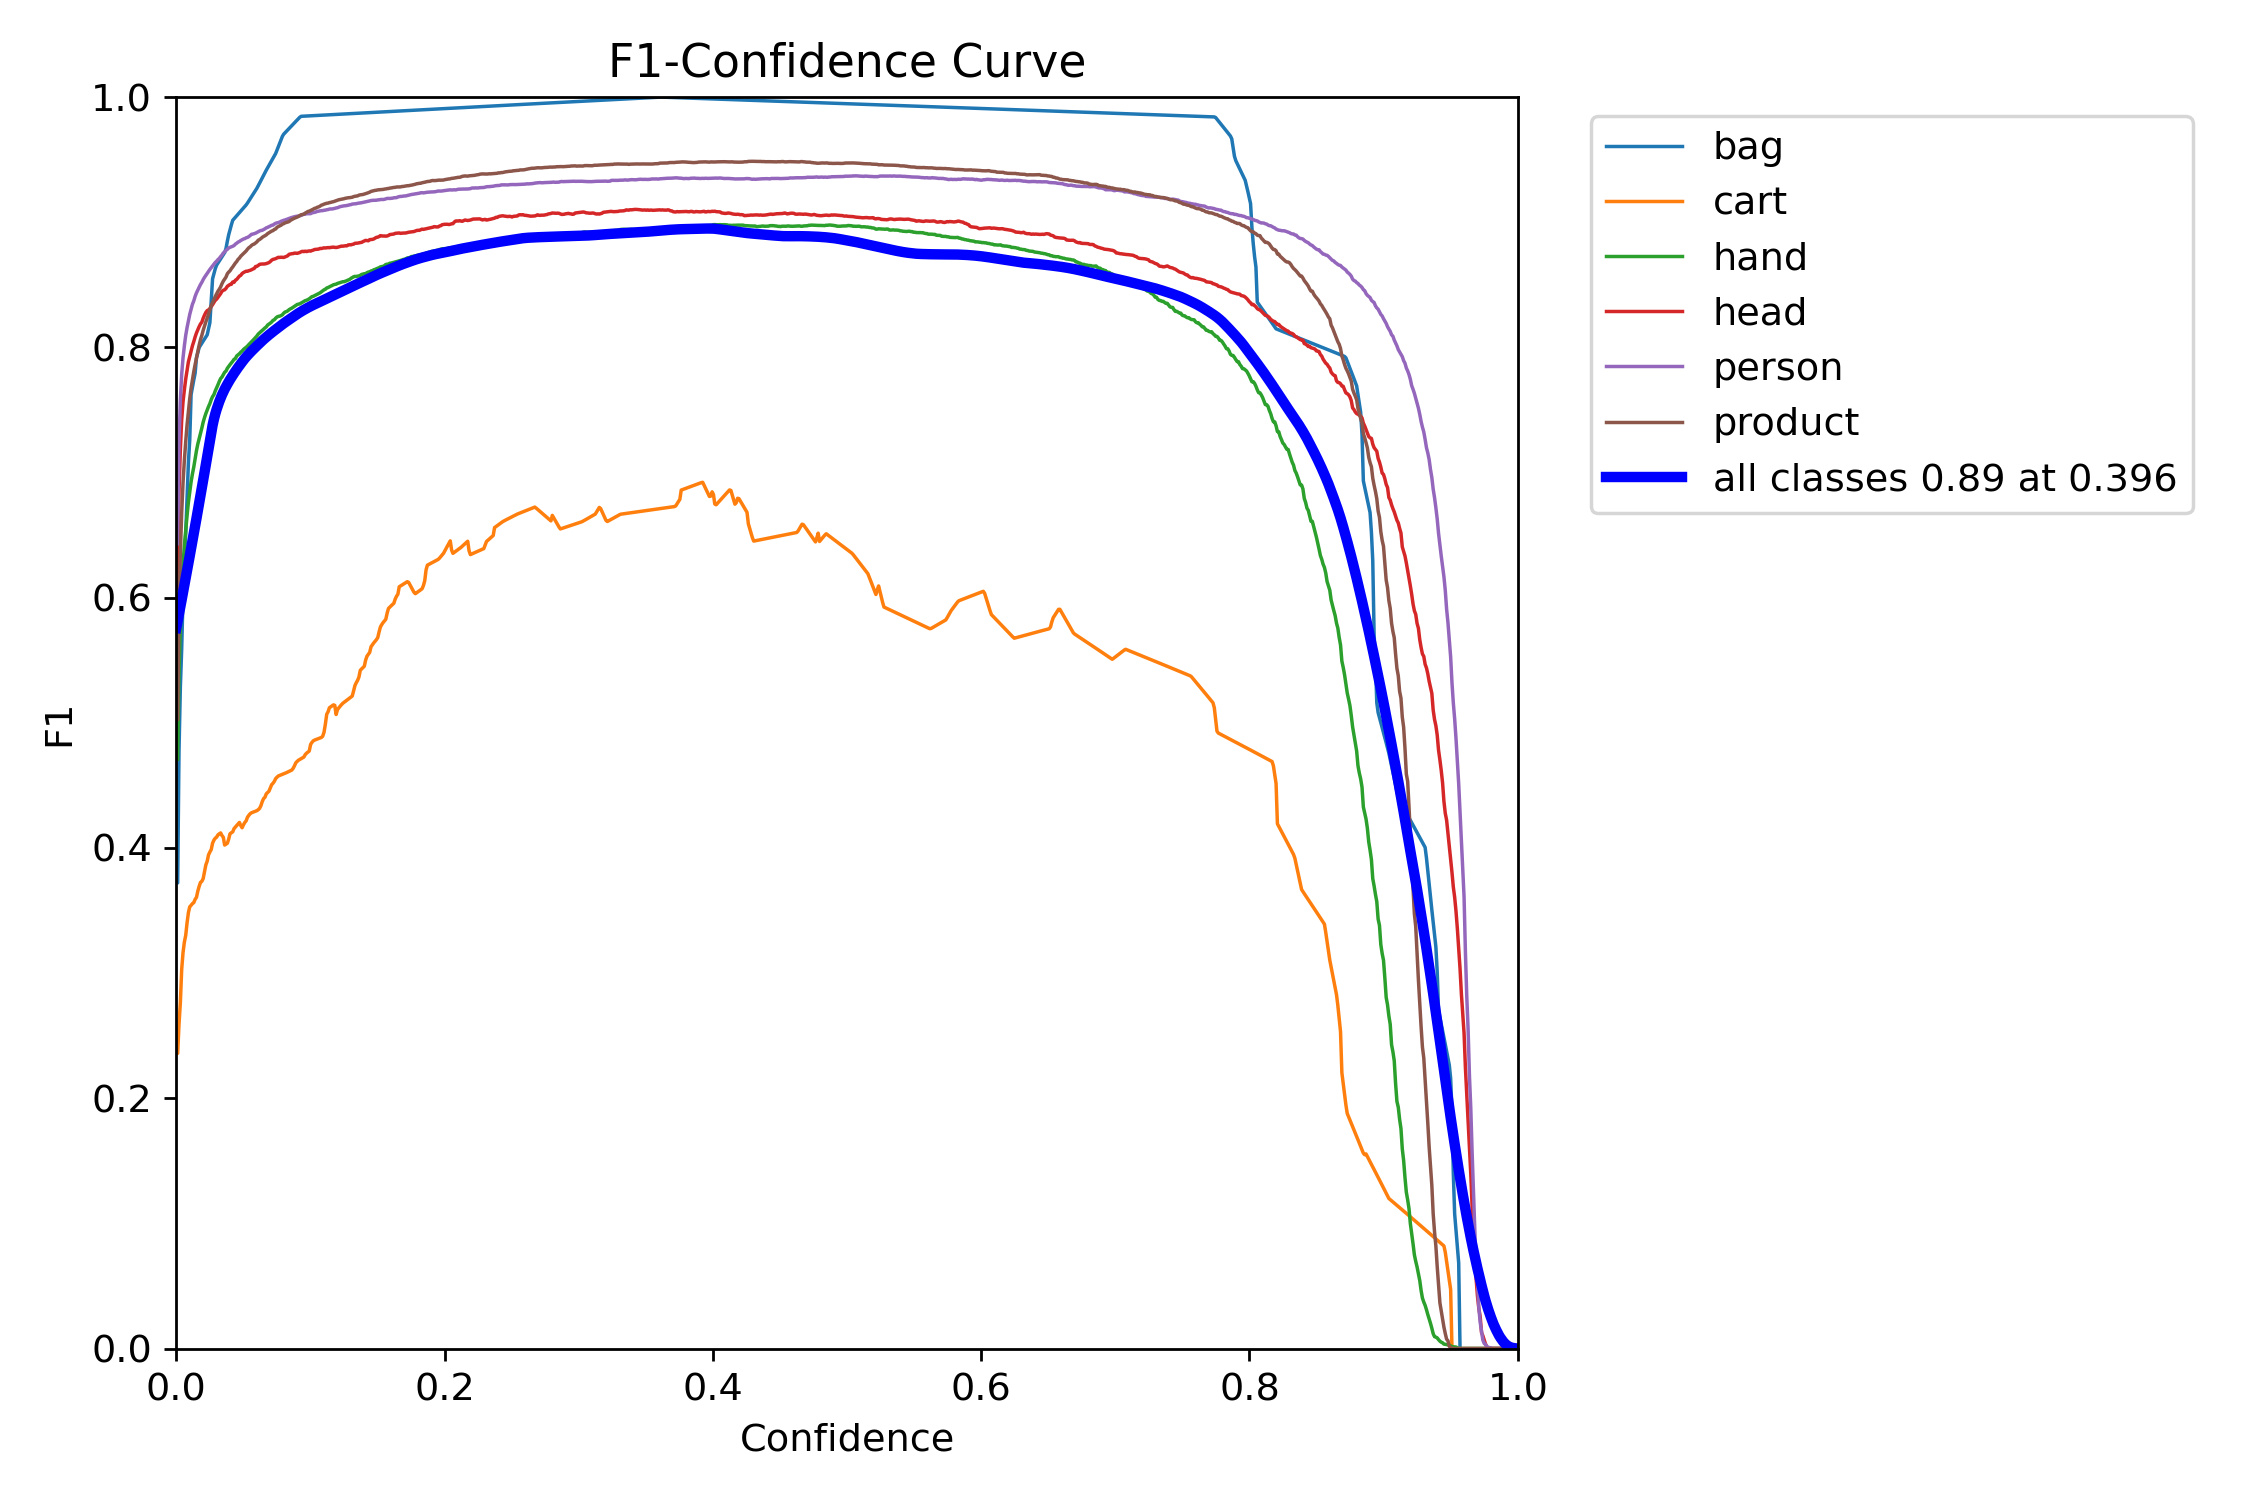 F1-Confidence Curve
1.0
0.8
0.6
0.4
0.2
0.0
F1
0.0 0.2 0.4 0.6 0.8 1.0
Confidence
bag
cart
hand
head
person
product
all classes 0.89 at 0.396